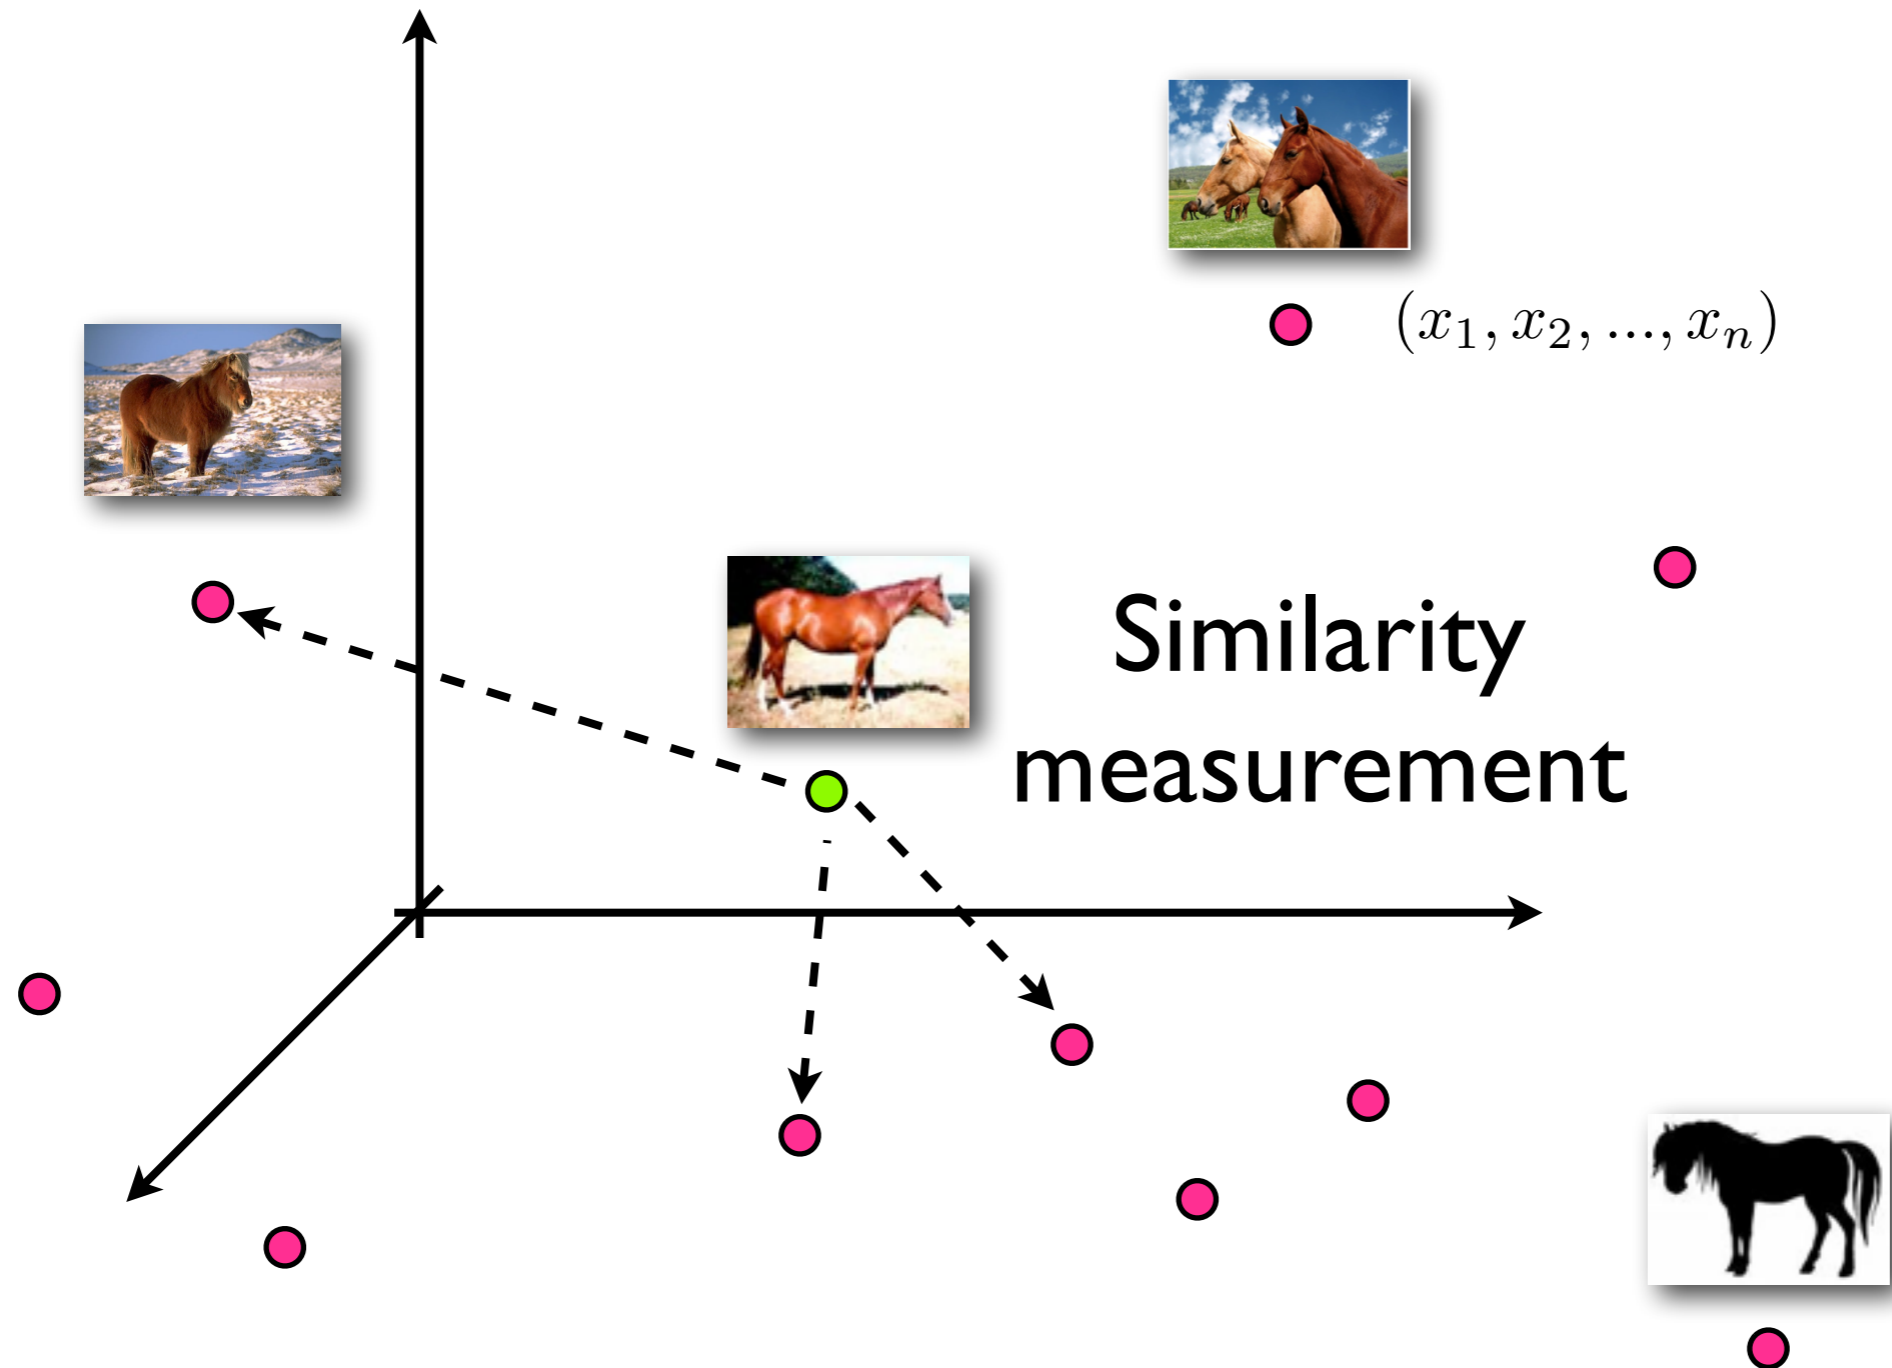 (x₁, x₂, ..., xₙ)
Similarity
measurement